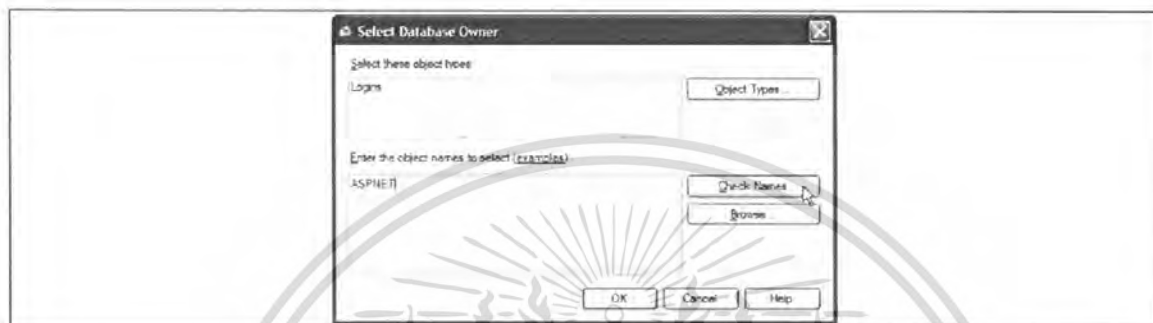 Select Database Owner
Select these object types:
Logins
Object Types...
Enter the object names to select (examples):
ASPNET
Check Names
Browse...
OK
Cancel
Help